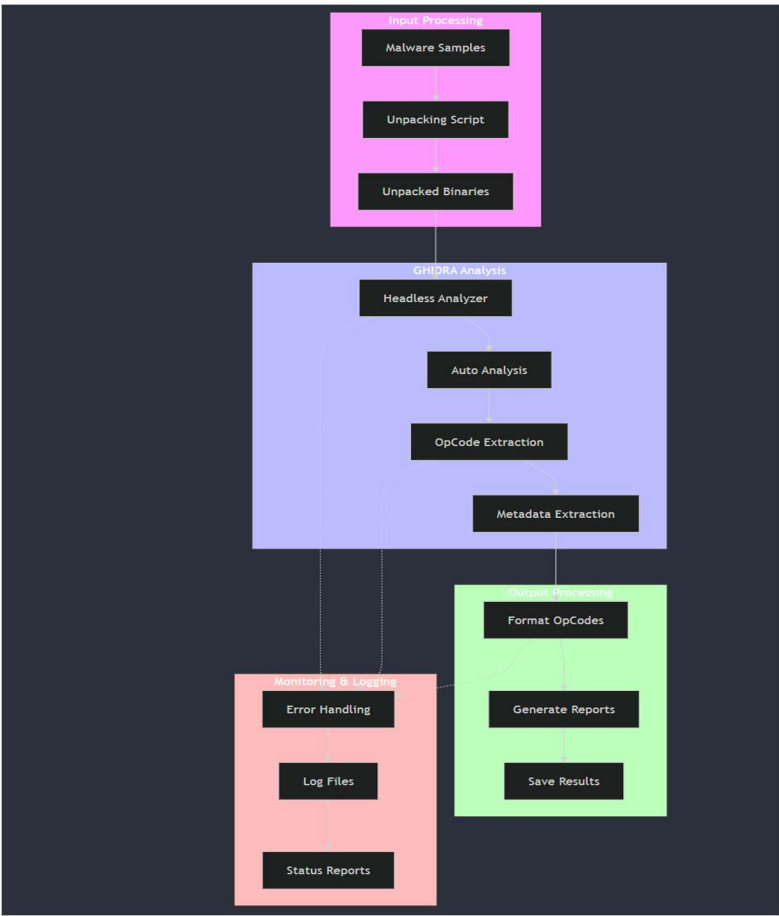 Input Processing
Malware Samples
Unpacking Script
Unpacked Binaries
GHIDRA Analysis
Headless Analyzer
Auto Analysis
OpCode Extraction
Metadata Extraction
Output Processing
Format OpCodes
Generate Reports
Save Results
Monitoring & Logging
Error Handling
Log Files
Status Reports